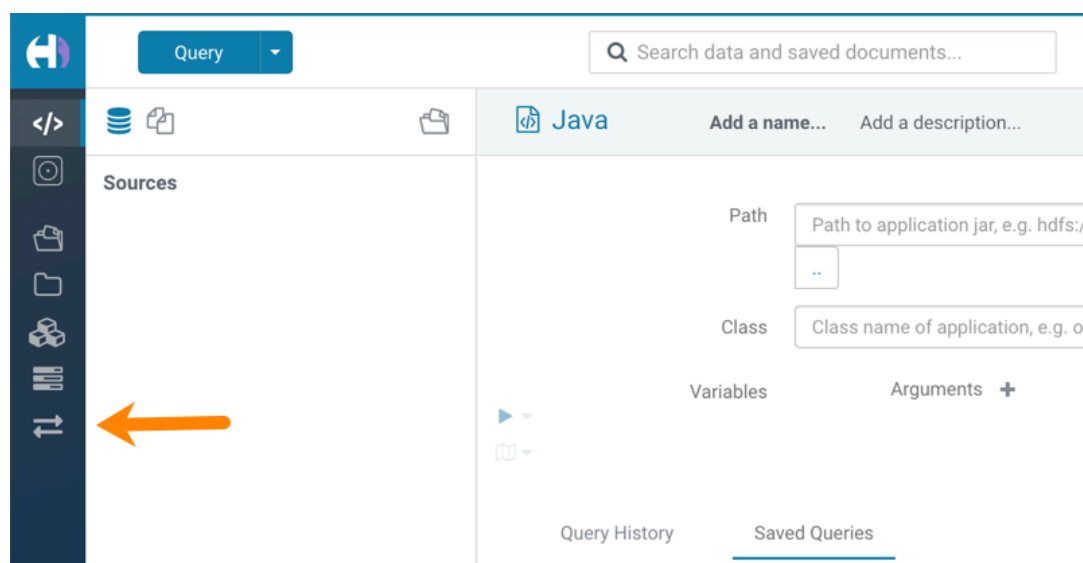 Query
Search data and saved documents...
Java
Add a name...
Add a description...
Sources
Path
Path to application jar, e.g. hdfs:/
..
Class
Class name of application, e.g. o
Variables
Arguments
Query History
Saved Queries